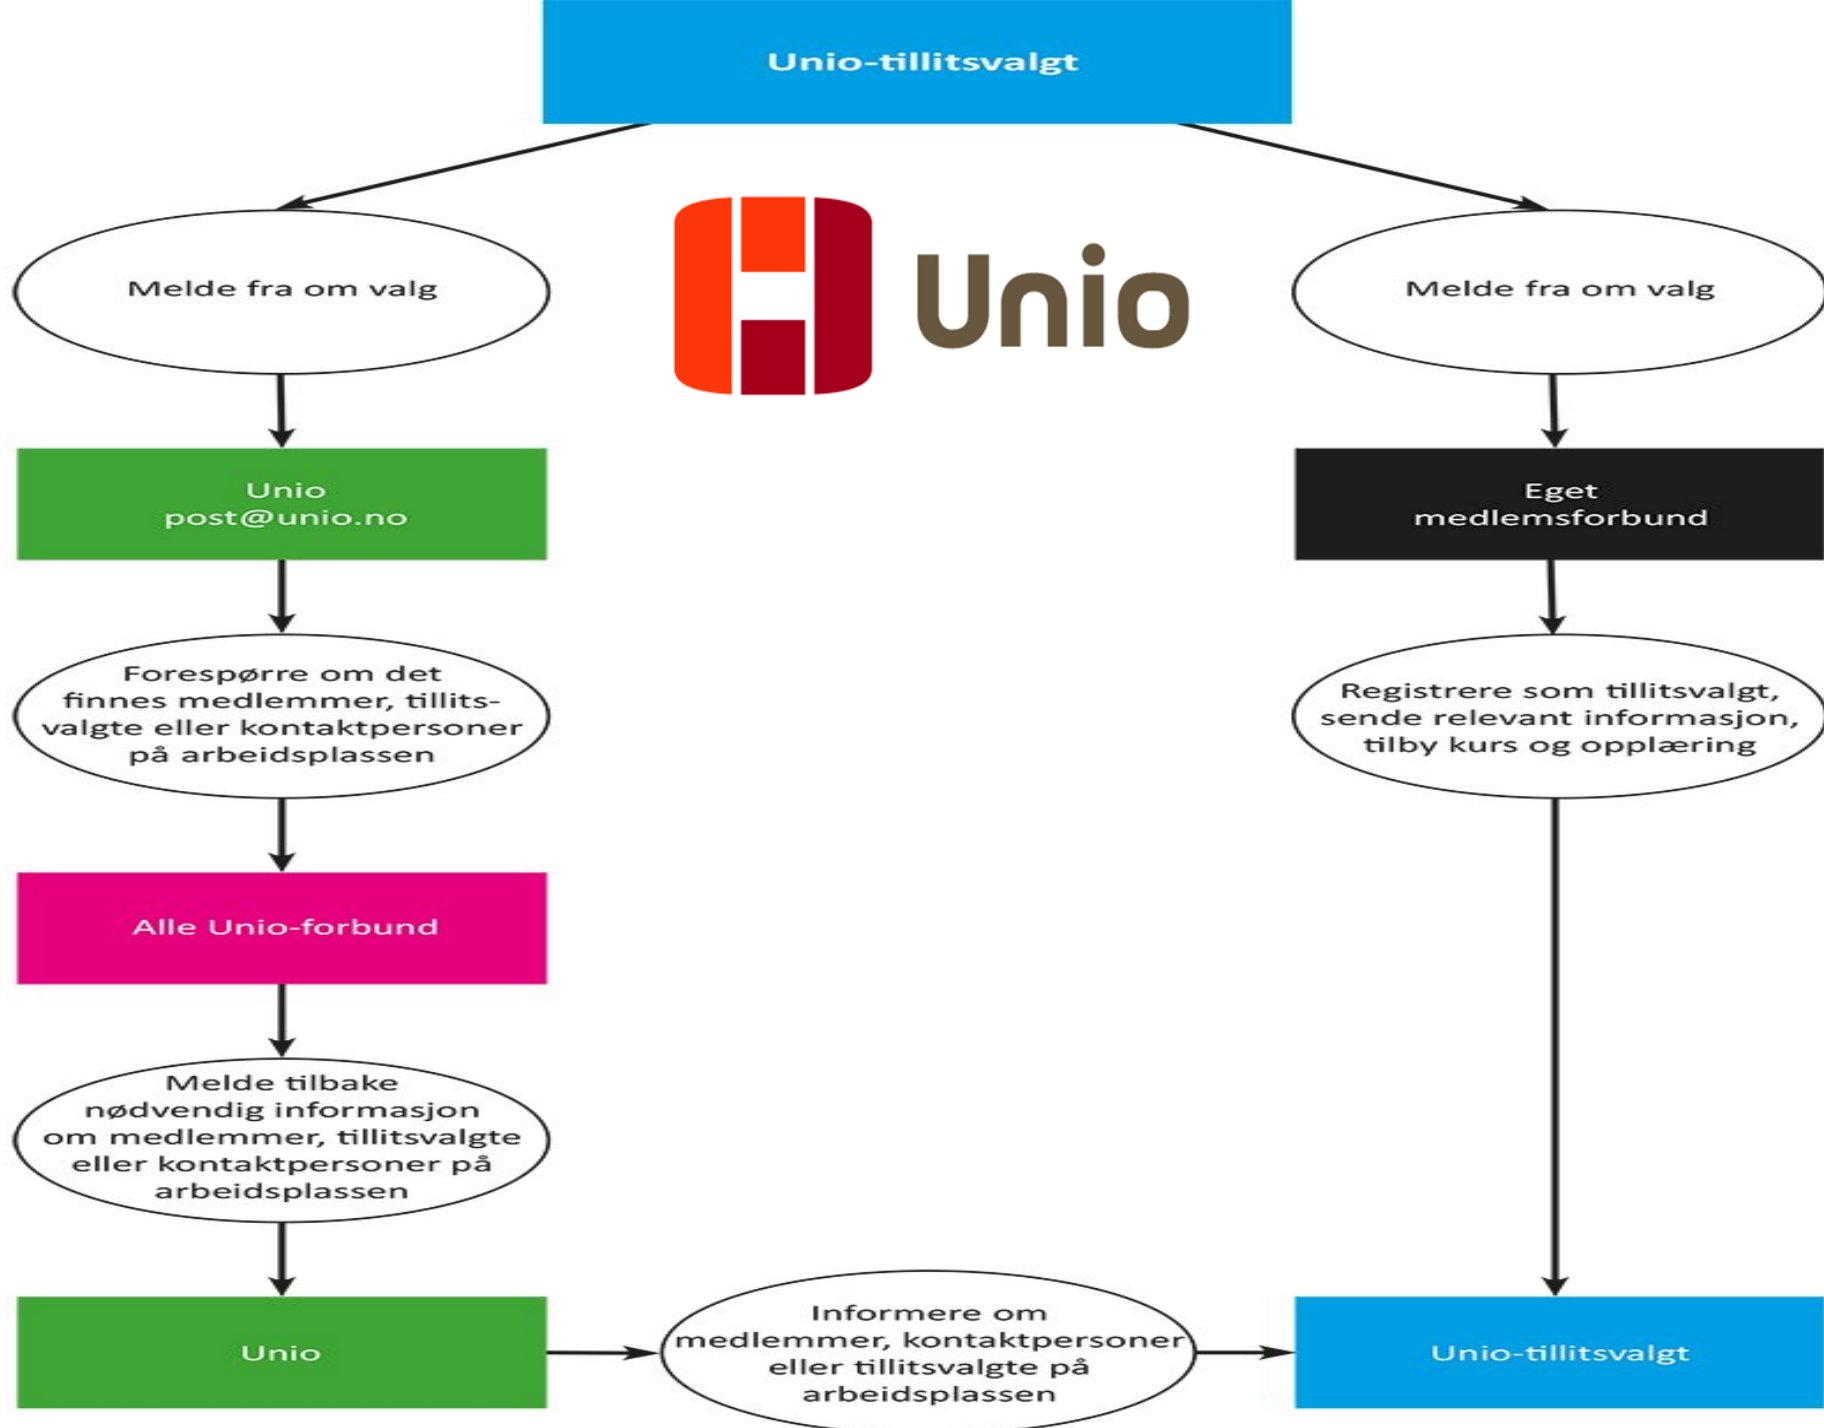 Unio-tillitsvalgt
Melde fra om valg
Unio
Melde fra om valg
Unio
post@unio.no
Eget
medlemsforbund
Forespørre om det
finnes medlemmer, tillits-
valgte eller kontaktpersoner
på arbeidsplassen
Registrere som tillitsvalgt,
sende relevant informasjon,
tilby kurs og opplæring
Alle Unio-forbund
Melde tilbake
nødvendig informasjon
om medlemmer, tillitsvalgte
eller kontaktpersoner på
arbeidsplassen
Unio
Informere om
medlemmer, kontaktpersoner
eller tillitsvalgte på
arbeidsplassen
Unio-tillitsvalgt